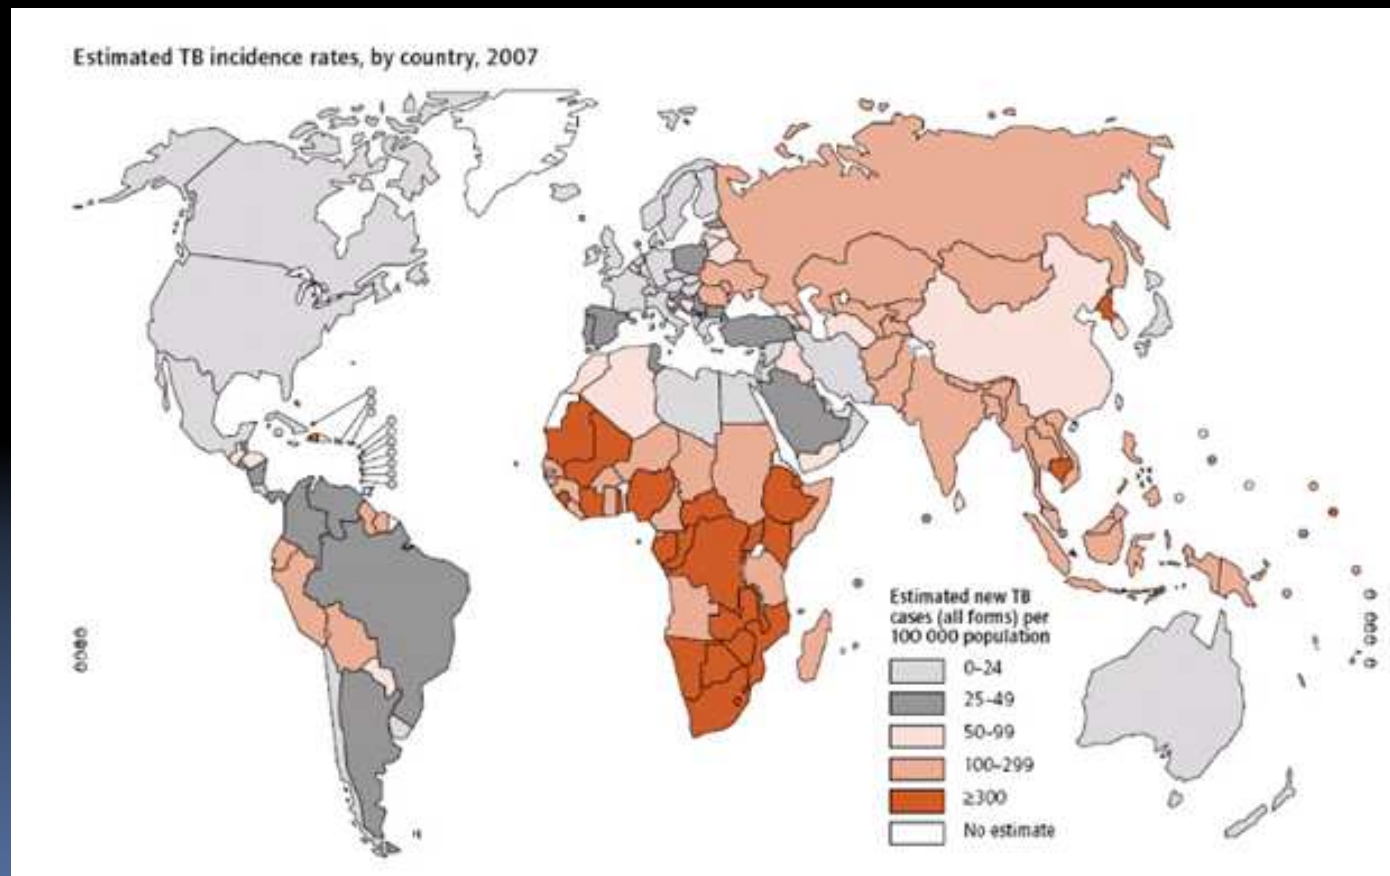 Estimated TB incidence rates, by country, 2007
Estimated new TB
cases (all forms) per
100 000 population
0–24
25–49
50–99
100–299
≥300
No estimate